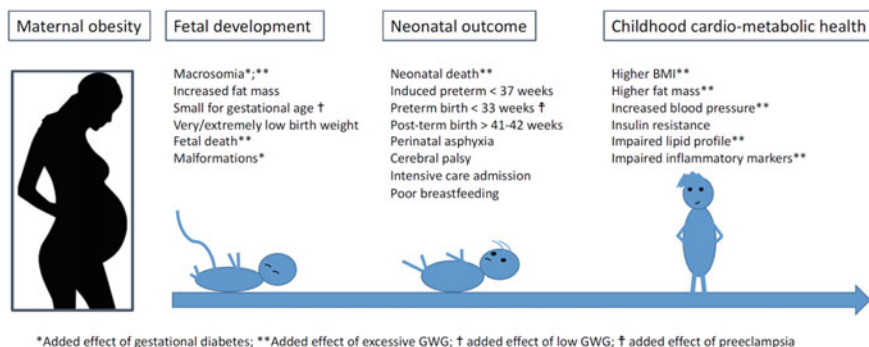 Maternal obesity
Fetal development
Neonatal outcome
Childhood cardio-metabolic health
Macrosomia*;**
Increased fat mass
Small for gestational age †
Very/extremely low birth weight
Fetal death**
Malformations*
Neonatal death**
Induced preterm < 37 weeks
Preterm birth < 33 weeks ☨
Post-term birth > 41-42 weeks
Perinatal asphyxia
Cerebral palsy
Intensive care admission
Poor breastfeeding
Higher BMI**
Higher fat mass**
Increased blood pressure**
Insulin resistance
Impaired lipid profile**
Impaired inflammatory markers**
*Added effect of gestational diabetes; **Added effect of excessive GWG; † added effect of low GWG; ☨ added effect of preeclampsia